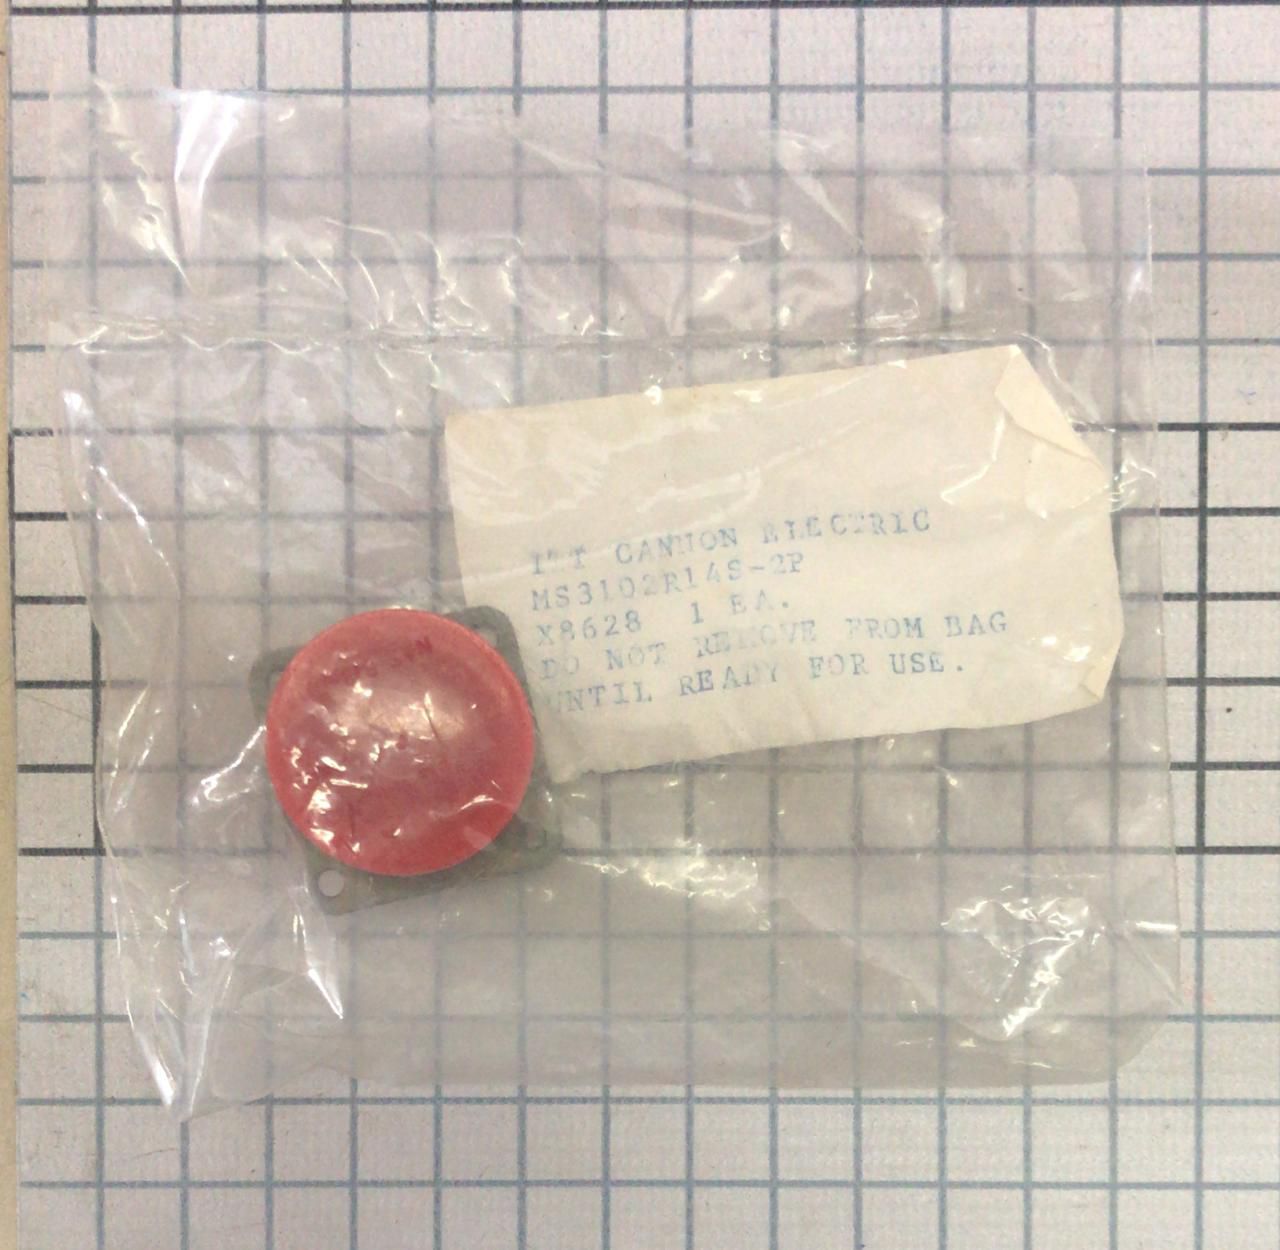 ITT CANNON ELECTRIC
MS3102R14S-2P
X8628 1 EA.
DO NOT REMOVE FROM BAG
UNTIL READY FOR USE.